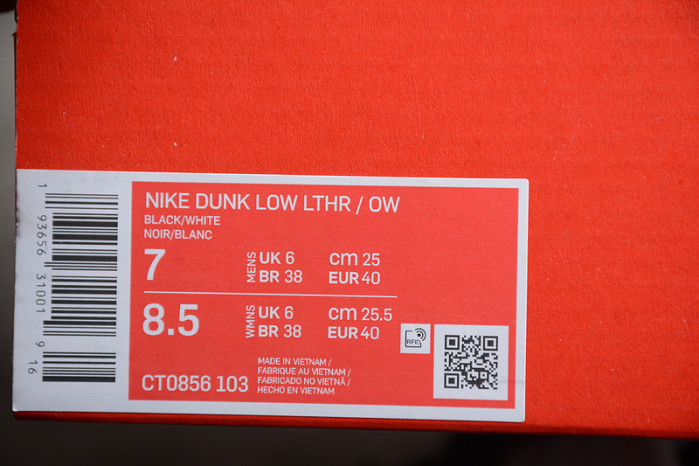 NIKE DUNK LOW LTHR / OW
BLACK/WHITE
NOIR/BLANC
7
MENS
UK 6 cm 25
BR 38 EUR 40
8.5
WMNS
UK 6 cm 25.5
BR 38 EUR 40
RFID
CT0856 103
MADE IN VIETNAM /
FABRIQUE AU VIETNAM /
FABRICADO NO VIETNÃ /
HECHO EN VIETNAM
1 93656 31001 9 16